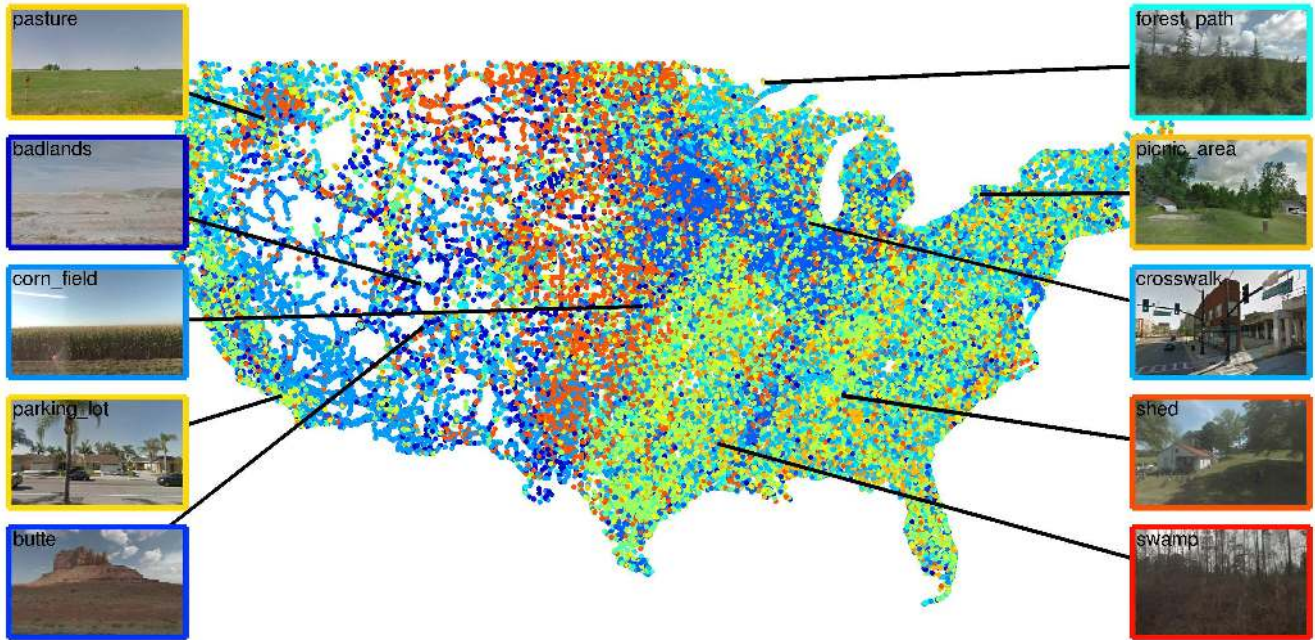 pasture
badlands
corn_field
parking_lot
butte
forest_path
picnic_area
crosswalk
shed
swamp